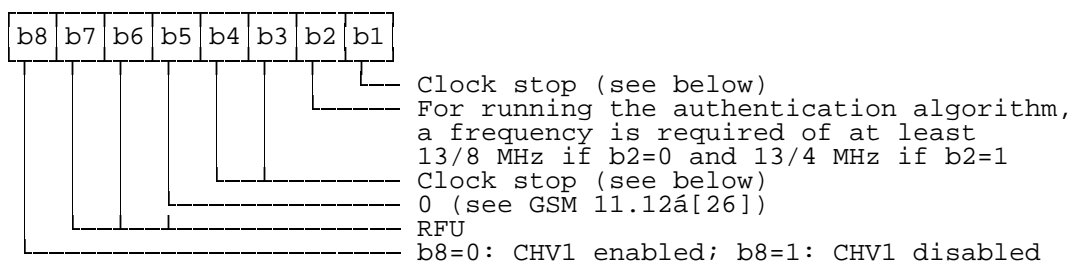 b8 b7 b6 b5 b4 b3 b2 b1
Clock stop (see below)
For running the authentication algorithm,
a frequency is required of at least
13/8 MHz if b2=0 and 13/4 MHz if b2=1
Clock stop (see below)
0 (see GSM 11.12á[26])
RFU
b8=0: CHV1 enabled; b8=1: CHV1 disabled